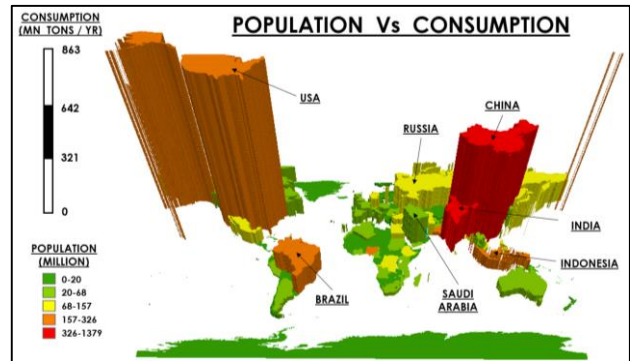 POPULATION Vs CONSUMPTION
CONSUMPTION
(MN TONS / YR)
863
642
321
0
USA
CHINA
RUSSIA
INDIA
INDONESIA
SAUDI
ARABIA
BRAZIL
POPULATION
(MILLION)
0-20
20-68
68-157
157-326
326-1379